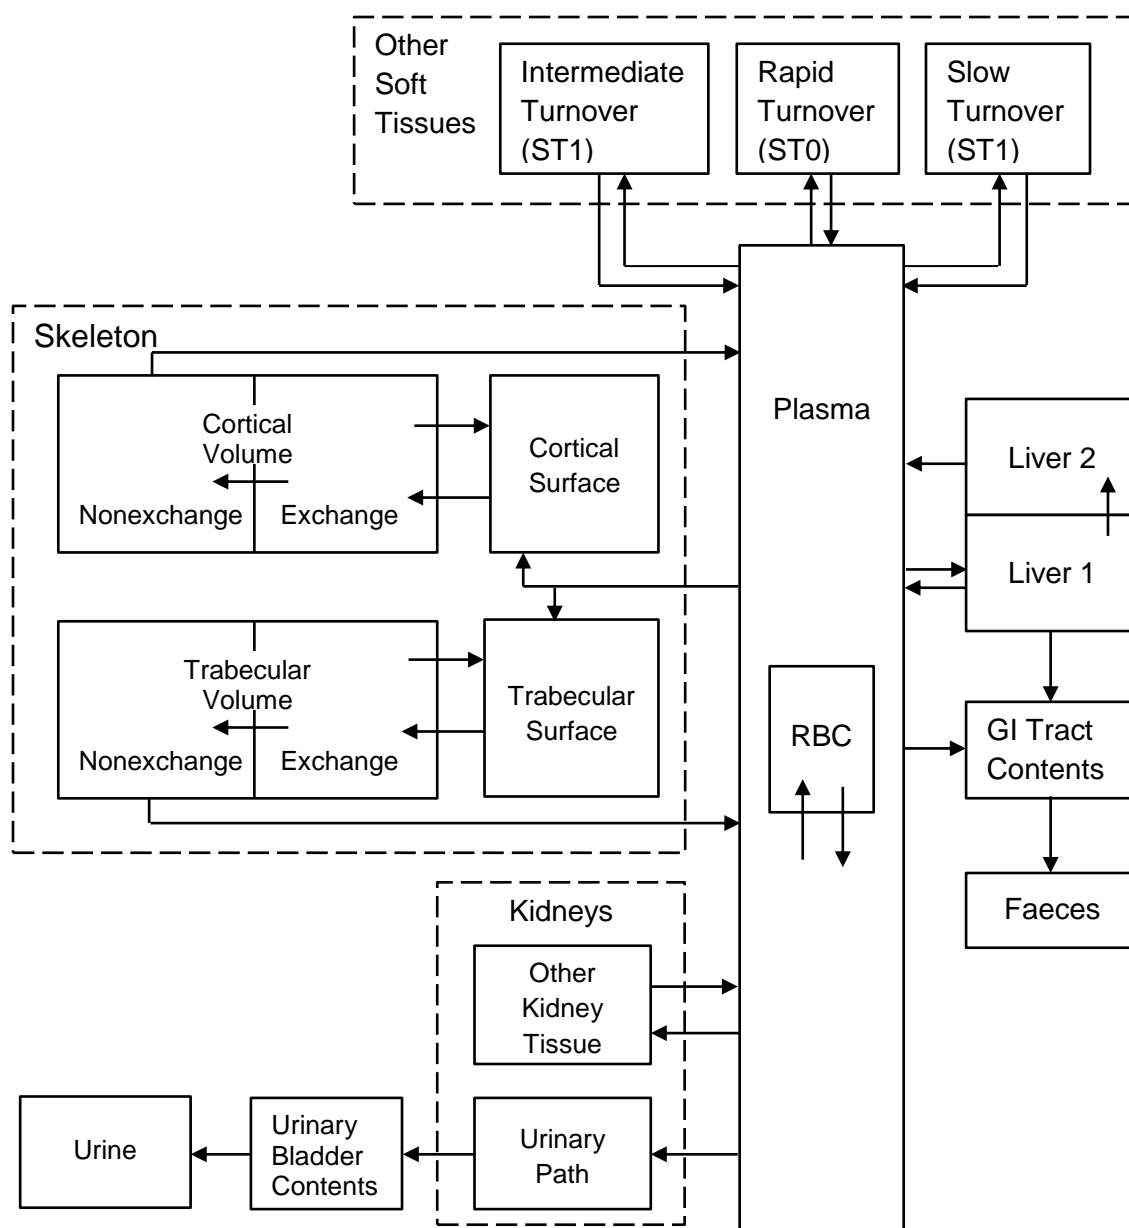 Other
Soft
Tissues
Intermediate
Turnover
(ST1)
Rapid
Turnover
(ST0)
Slow
Turnover
(ST1)
Skeleton
Cortical
Volume
Nonexchange
Exchange
Cortical
Surface
Plasma
Liver 2
Liver 1
Trabecular
Volume
Nonexchange
Exchange
Trabecular
Surface
RBC
GI Tract
Contents
Faeces
Kidneys
Other
Kidney
Tissue
Urinary
Path
Urinary
Bladder
Contents
Urine